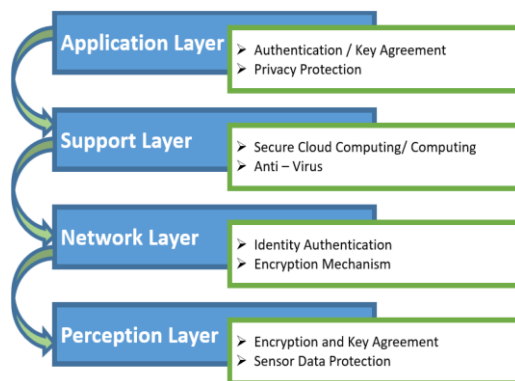 Application Layer
➢ Authentication / Key Agreement
➢ Privacy Protection
Support Layer
➢ Secure Cloud Computing/ Computing
➢ Anti – Virus
Network Layer
➢ Identity Authentication
➢ Encryption Mechanism
Perception Layer
➢ Encryption and Key Agreement
➢ Sensor Data Protection